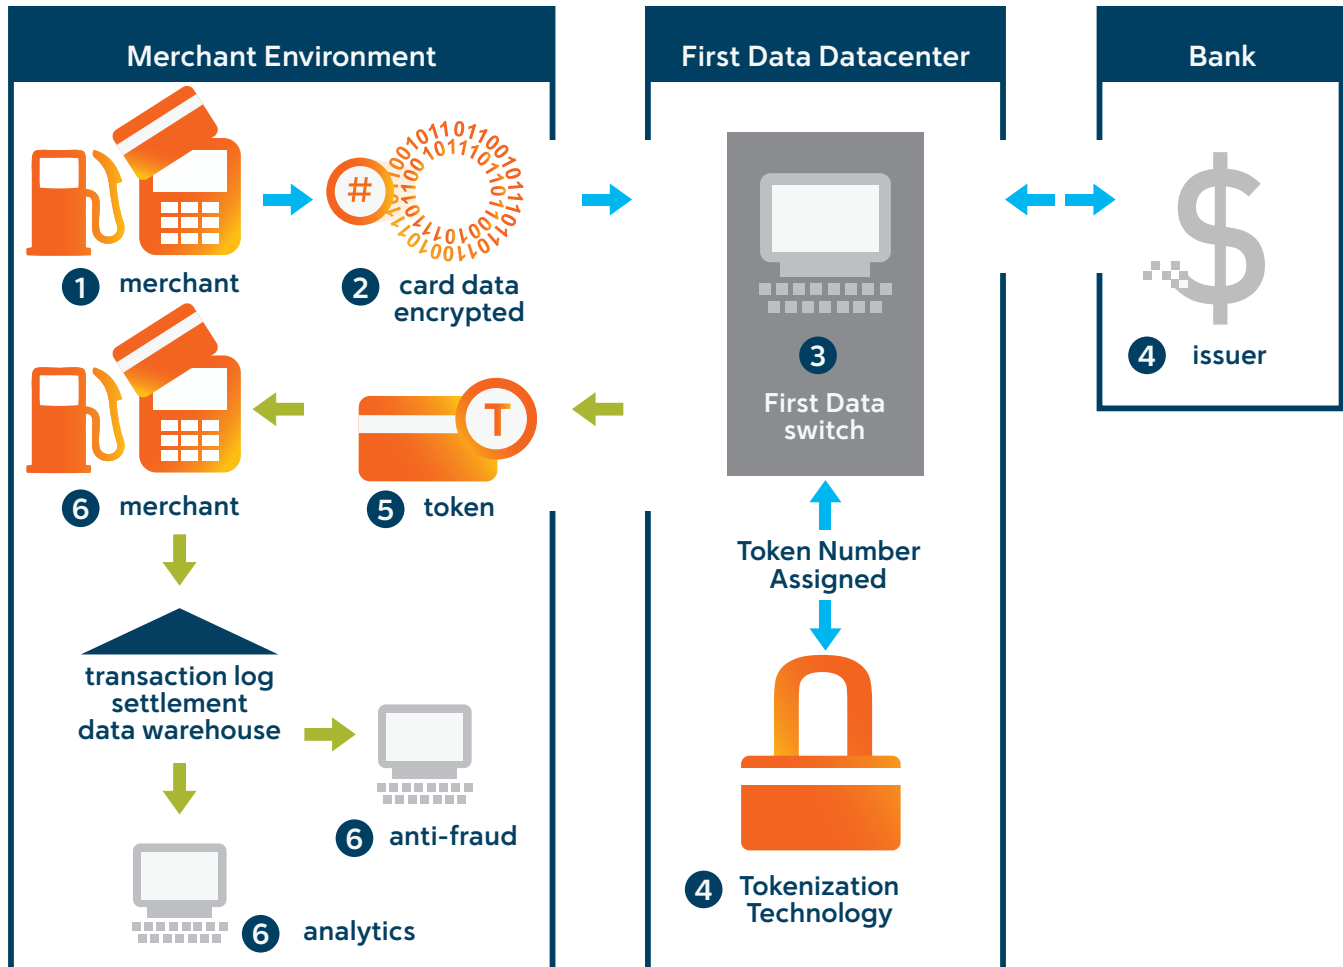 Merchant Environment
First Data Datacenter
Bank
#
1 merchant
2 card data
encrypted
3
First Data
switch
4 issuer
6 merchant
T
5 token
Token Number
Assigned
transaction log
settlement
data warehouse
6 anti-fraud
6 analytics
4 Tokenization
Technology